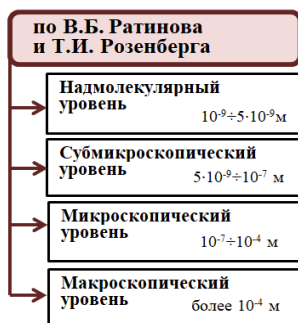 по В.Б. Ратинова
и Т.И. Розенберга
Надмолекулярный
уровень
10⁻⁹÷5·10⁻⁹м
Субмикроскопический
уровень
5·10⁻⁹÷10⁻⁷ м
Микроскопический
уровень
10⁻⁷÷10⁻⁴ м
Макроскопический
уровень
более 10⁻⁴ м